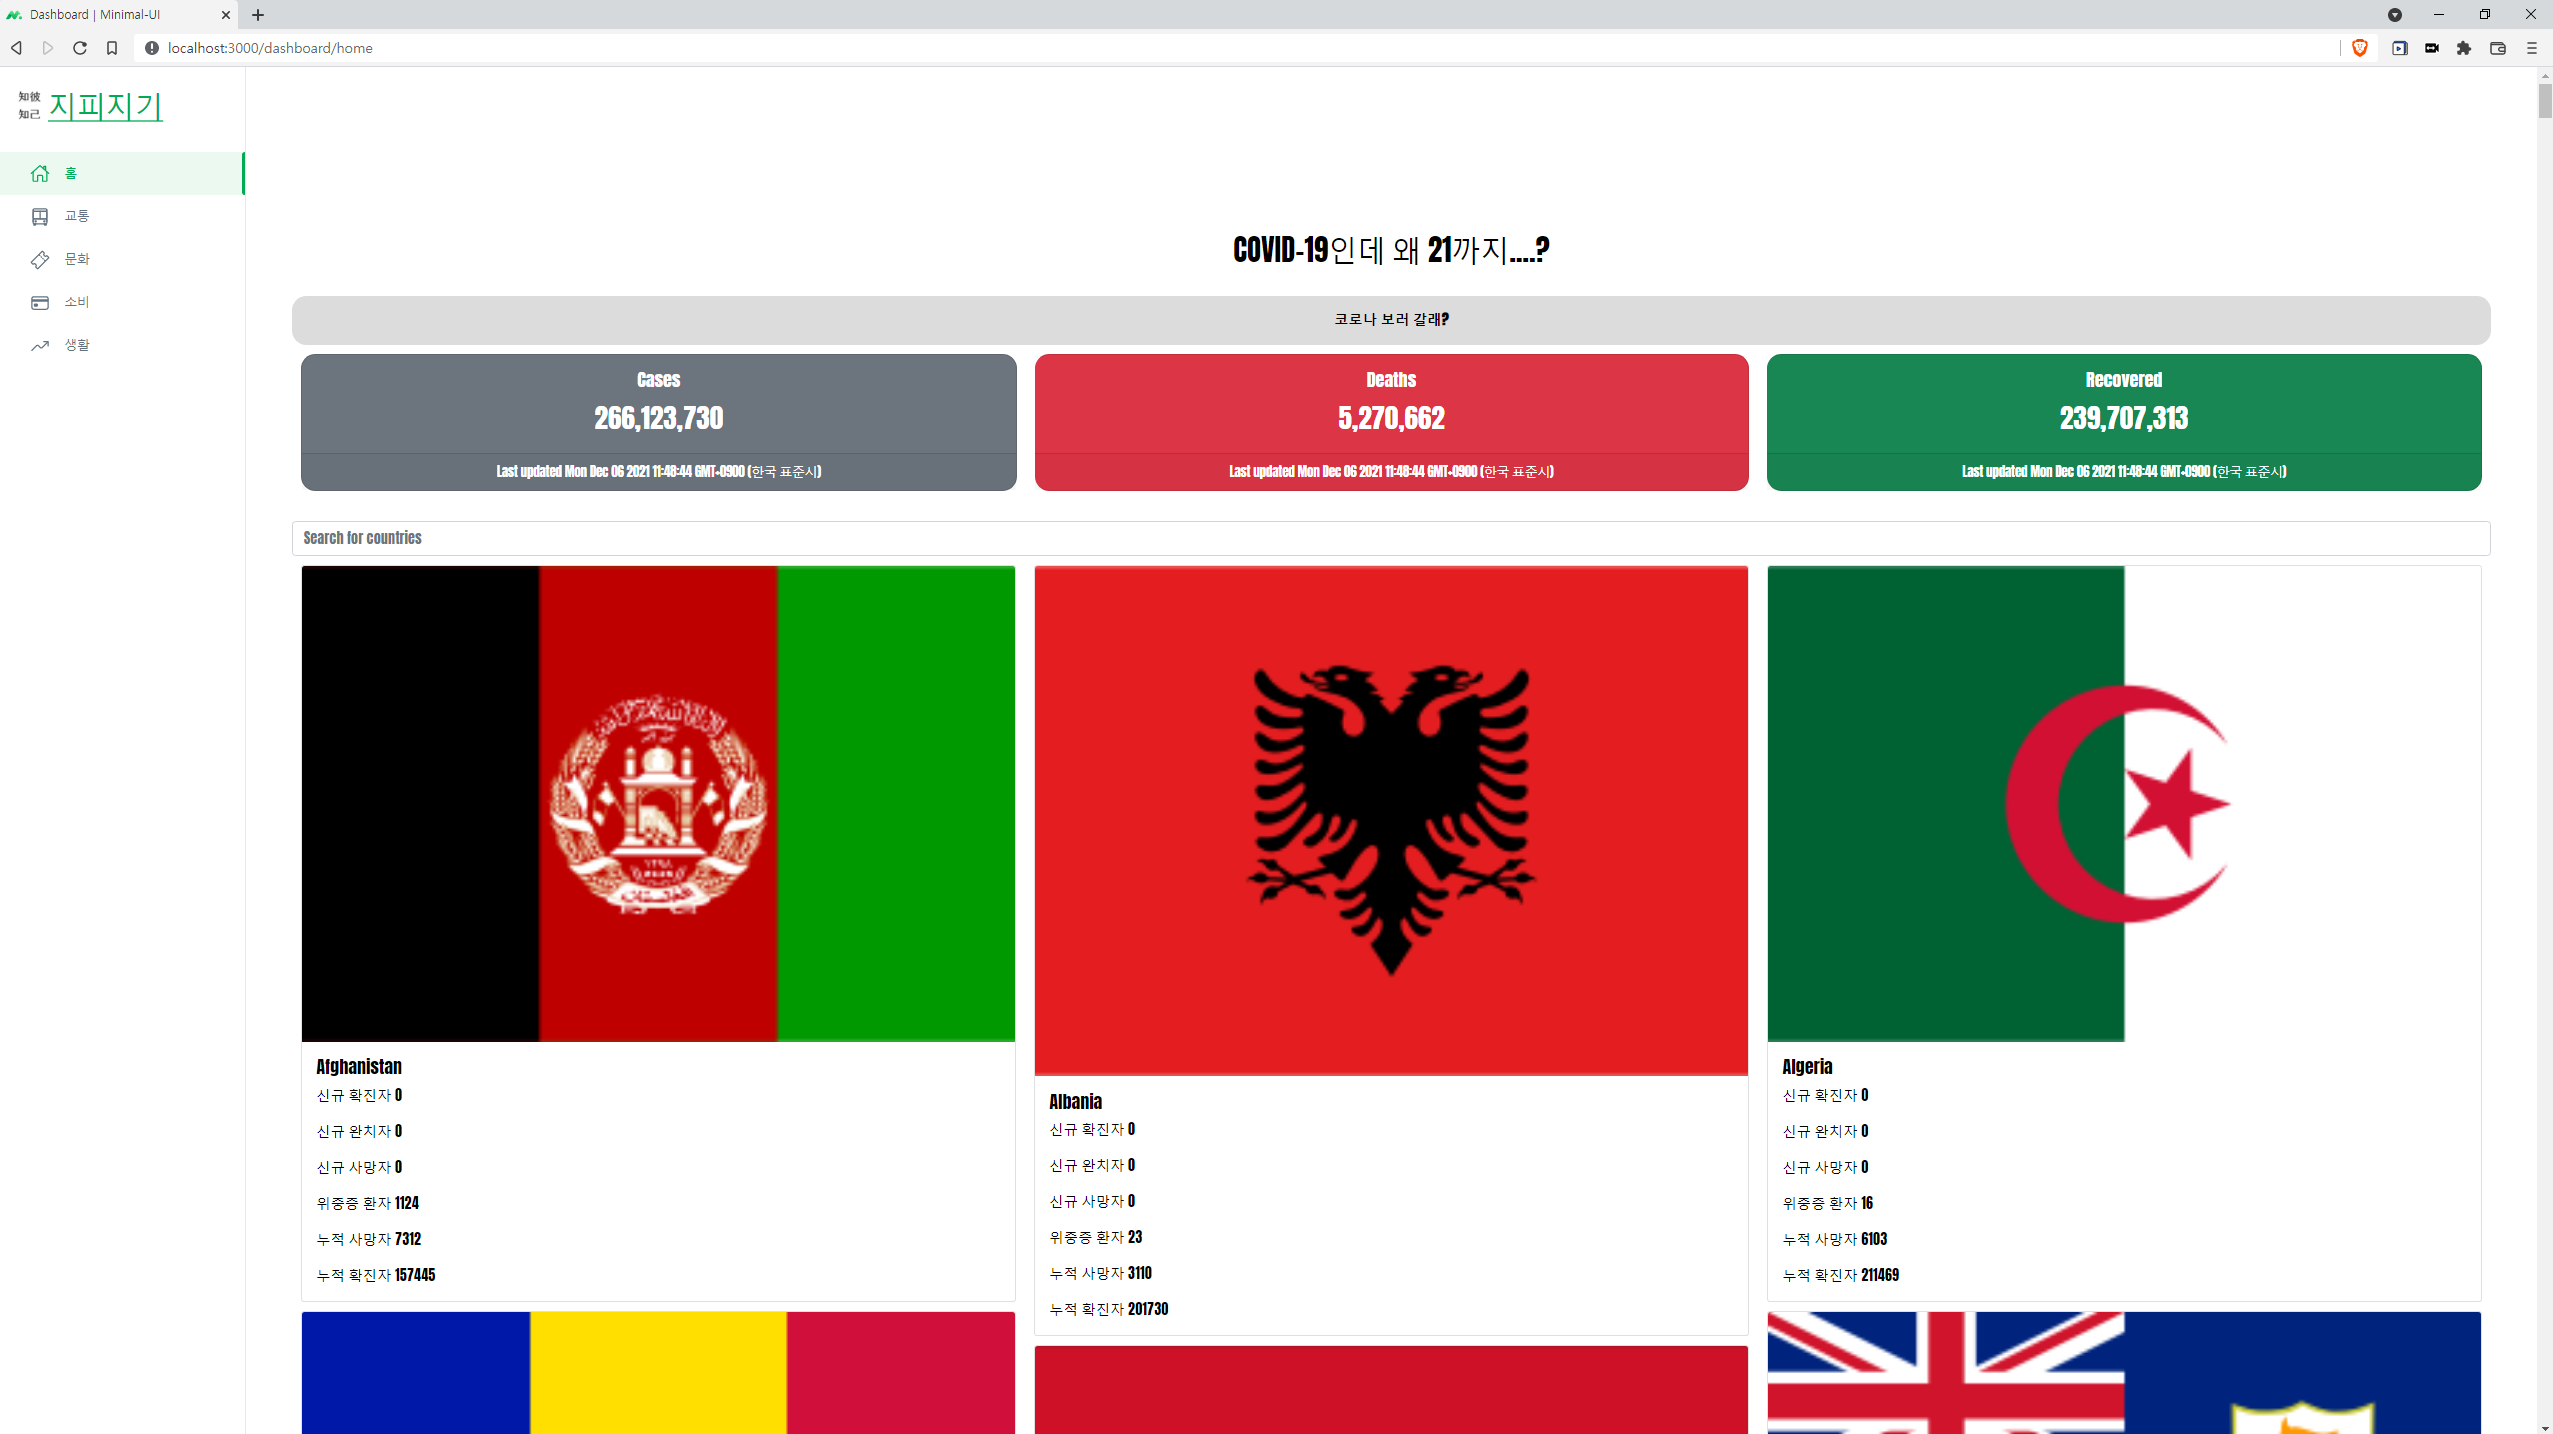 Dashboard | Minimal-UI
localhost:3000/dashboard/home
知彼
知己
지피지기
홈
교통
문화
소비
생활
COVID-19인데 왜 21까지....?
코로나 보러 갈래?
Cases
266,123,730
Last updated Mon Dec 06 2021 11:48:44 GMT+0900 (한국 표준시)
Deaths
5,270,662
Last updated Mon Dec 06 2021 11:48:44 GMT+0900 (한국 표준시)
Recovered
239,707,313
Last updated Mon Dec 06 2021 11:48:44 GMT+0900 (한국 표준시)
Search for countries
Afghanistan
신규 확진자 0
신규 완치자 0
신규 사망자 0
위중증 환자 1124
누적 사망자 7312
누적 확진자 157445
Albania
신규 확진자 0
신규 완치자 0
신규 사망자 0
위중증 환자 23
누적 사망자 3110
누적 확진자 201730
Algeria
신규 확진자 0
신규 완치자 0
신규 사망자 0
위중증 환자 16
누적 사망자 6103
누적 확진자 211469